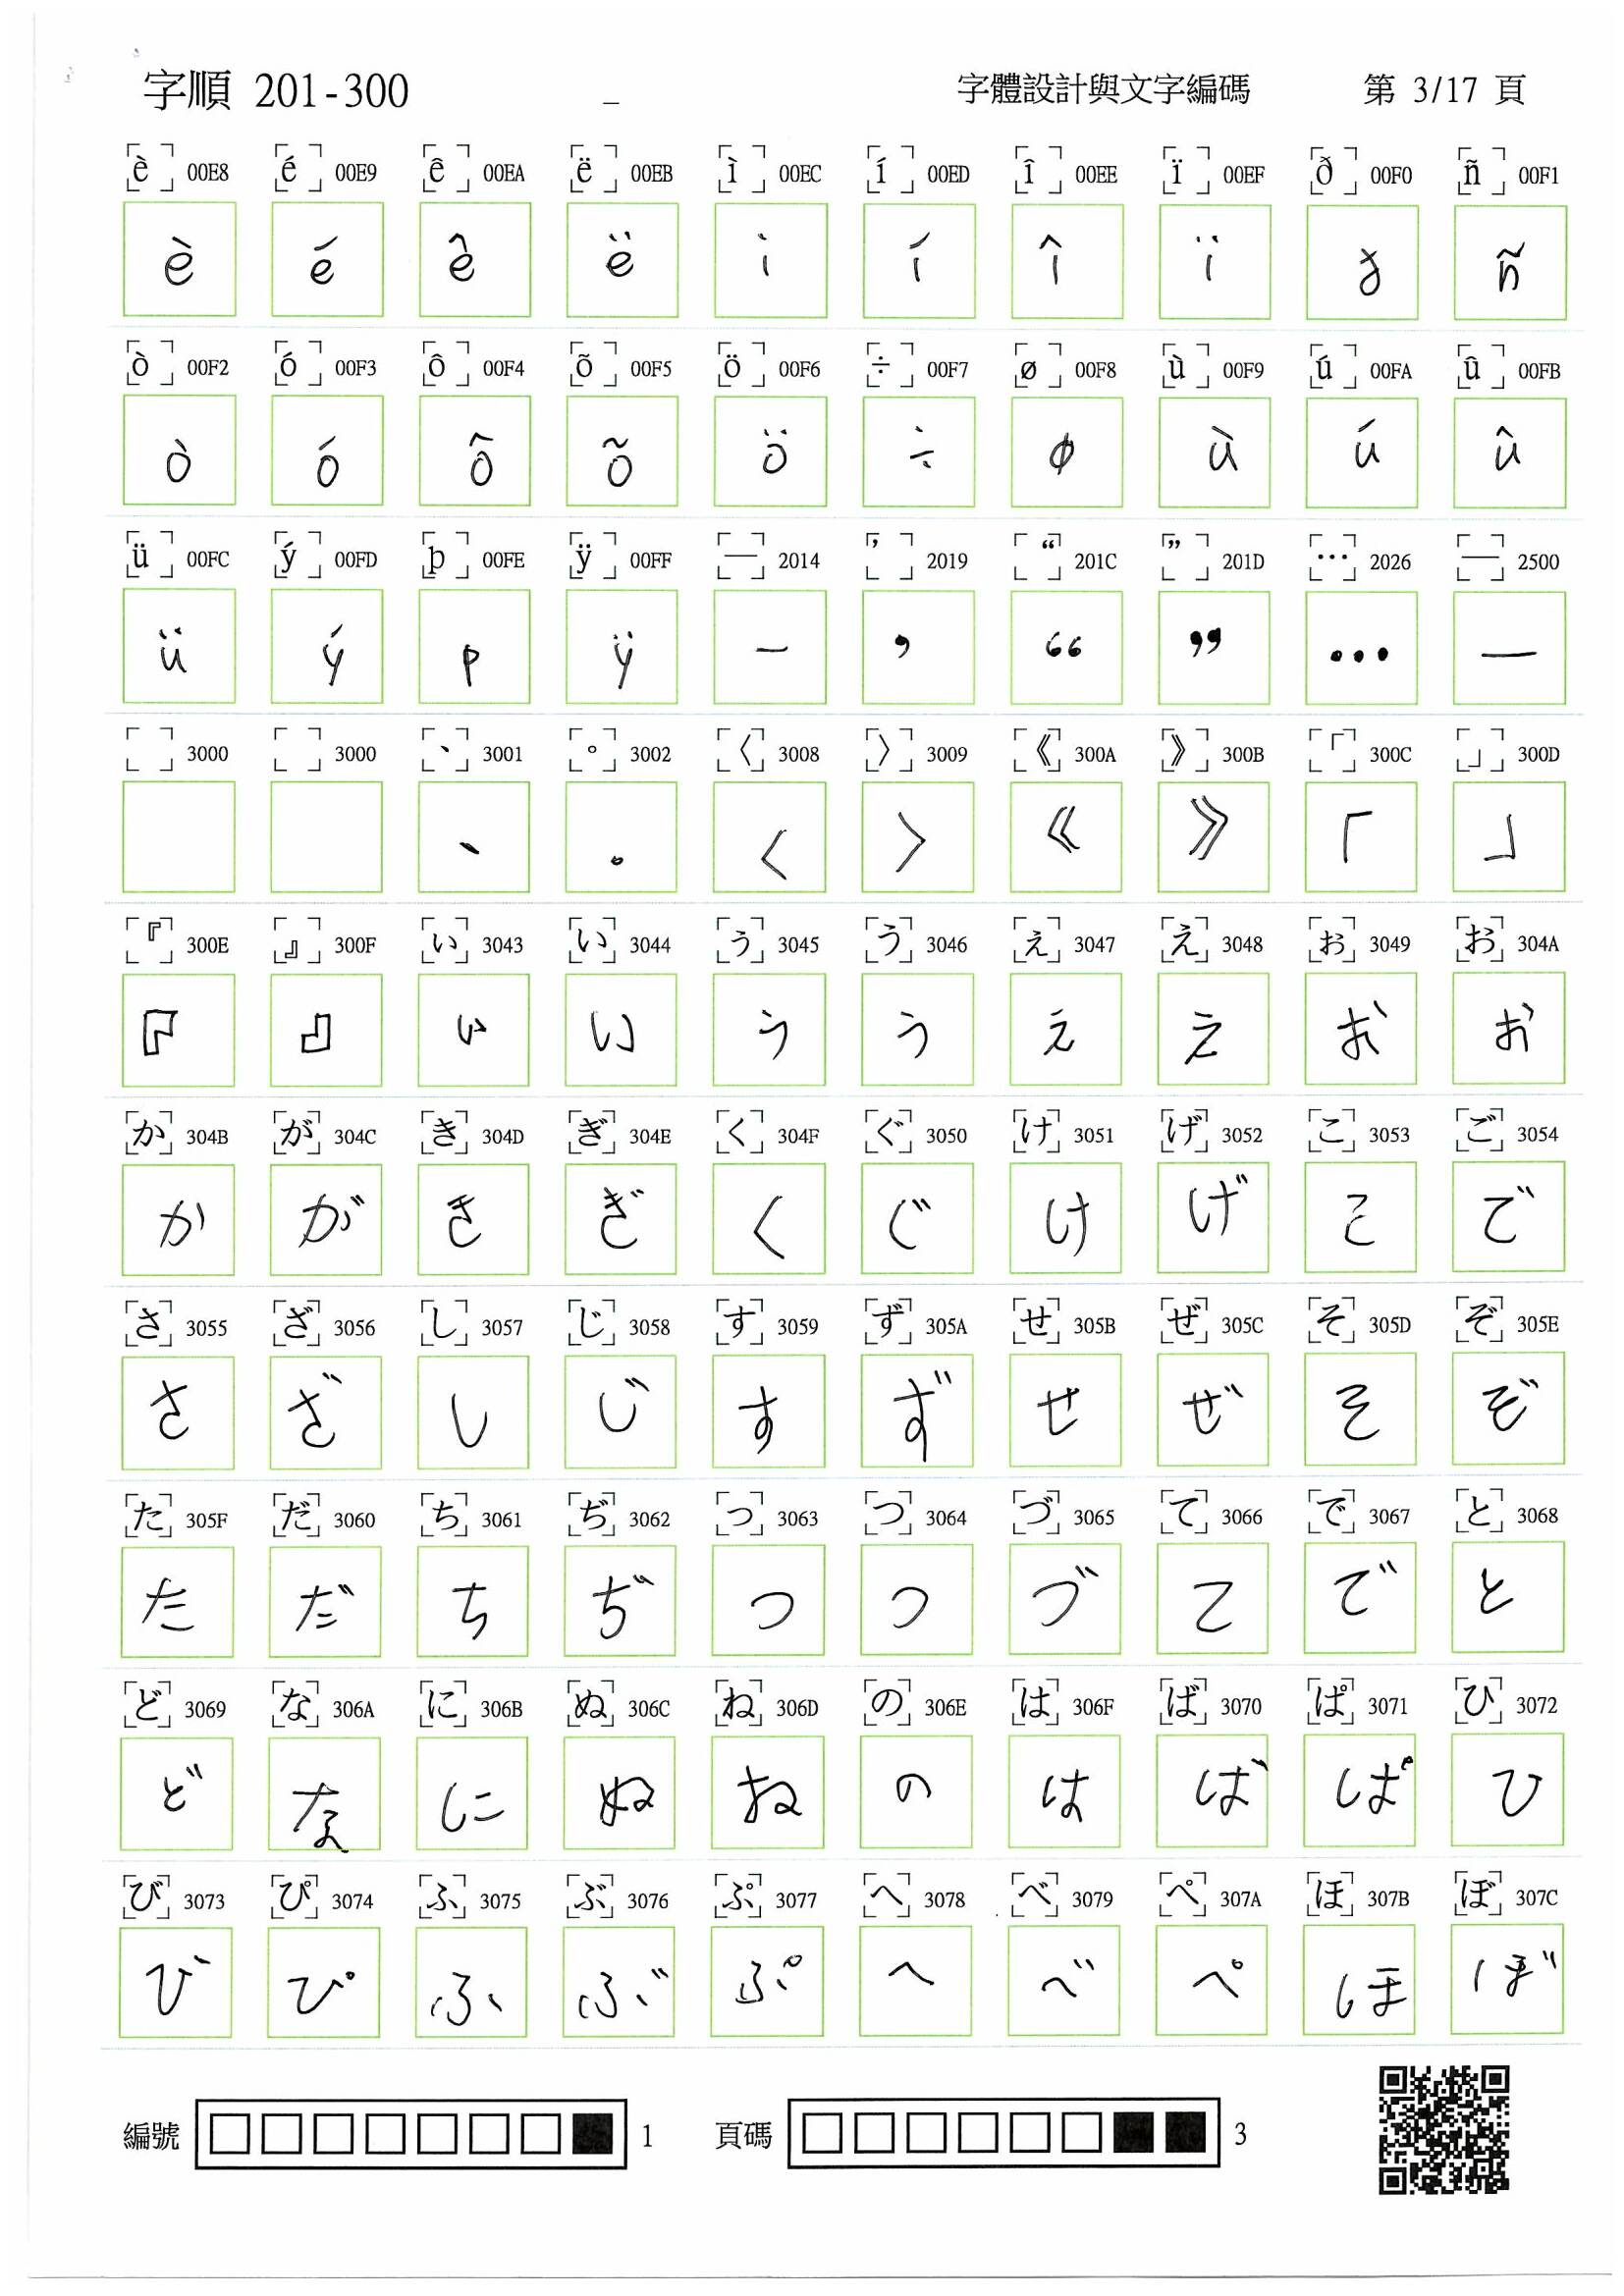 字順 201-300 _ 字體設計與文字編碼 第 3/17 頁
è 00E8 é 00E9 ê 00EA ë 00EB ì 00EC í 00ED î 00EE ï 00EF ð 00F0 ñ 00F1
è é ê ë ì í î ï ð ñ
ò 00F2 ó 00F3 ô 00F4 õ 00F5 ö 00F6 ÷ 00F7 ø 00F8 ù 00F9 ú 00FA û 00FB
ò ó ô õ ö ÷ ø ù ú û
ü 00FC ý 00FD þ 00FE ÿ 00FF — 2014 ’ 2019 “ 201C ” 201D … 2026 ─ 2500
ü ý þ ÿ — ’ “ ” … ─
3000 3000 、 3001 。 3002 〈 3008 〉 3009 《 300A 》 300B 「 300C 」 300D
、 。 〈 〉 《 》 「 」
『 300E 』 300F ぃ 3043 い 3044 ぅ 3045 う 3046 ぇ 3047 え 3048 ぉ 3049 お 304A
『 』 ぃ い ぅ う ぇ え ぉ お
か 304B が 304C き 304D ぎ 304E く 304F ぐ 3050 け 3051 げ 3052 こ 3053 ご 3054
か が き ぎ く ぐ け げ こ ご
さ 3055 ざ 3056 し 3057 じ 3058 す 3059 ず 305A せ 305B ぜ 305C そ 305D ぞ 305E
さ ざ し じ す ず せ ぜ そ ぞ
た 305F だ 3060 ち 3061 ぢ 3062 っ 3063 つ 3064 づ 3065 て 3066 で 3067 と 3068
た だ ち ぢ っ つ づ て で と
ど 3069 な 306A に 306B ぬ 306C ね 306D の 306E は 306F ば 3070 ぱ 3071 ひ 3072
ど な に ぬ ね の は ば ぱ ひ
び 3073 ぴ 3074 ふ 3075 ぶ 3076 ぷ 3077 へ 3078 べ 3079 ぺ 307A ほ 307B ぼ 307C
び ぴ ふ ぶ ぷ へ べ ぺ ほ ぼ
編號 1 頁碼 3